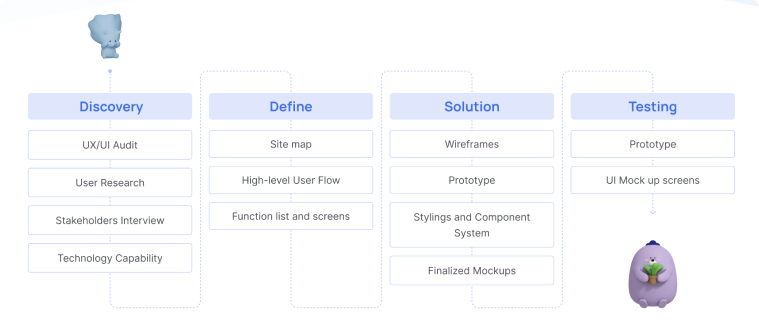 Discovery
UX/UI Audit
User Research
Stakeholders Interview
Technology Capability
Define
Site map
High-level User Flow
Function list and screens
Solution
Wireframes
Prototype
Stylings and Component
System
Finalized Mockups
Testing
Prototype
UI Mock up screens